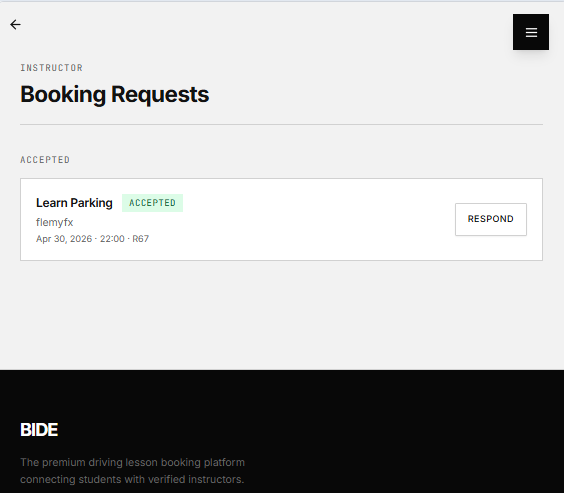 INSTRUCTOR
Booking Requests
ACCEPTED
Learn Parking ACCEPTED
flemyfx
Apr 30, 2026 · 22:00 · R67
RESPOND
BIDE
The premium driving lesson booking platform
connecting students with verified instructors.